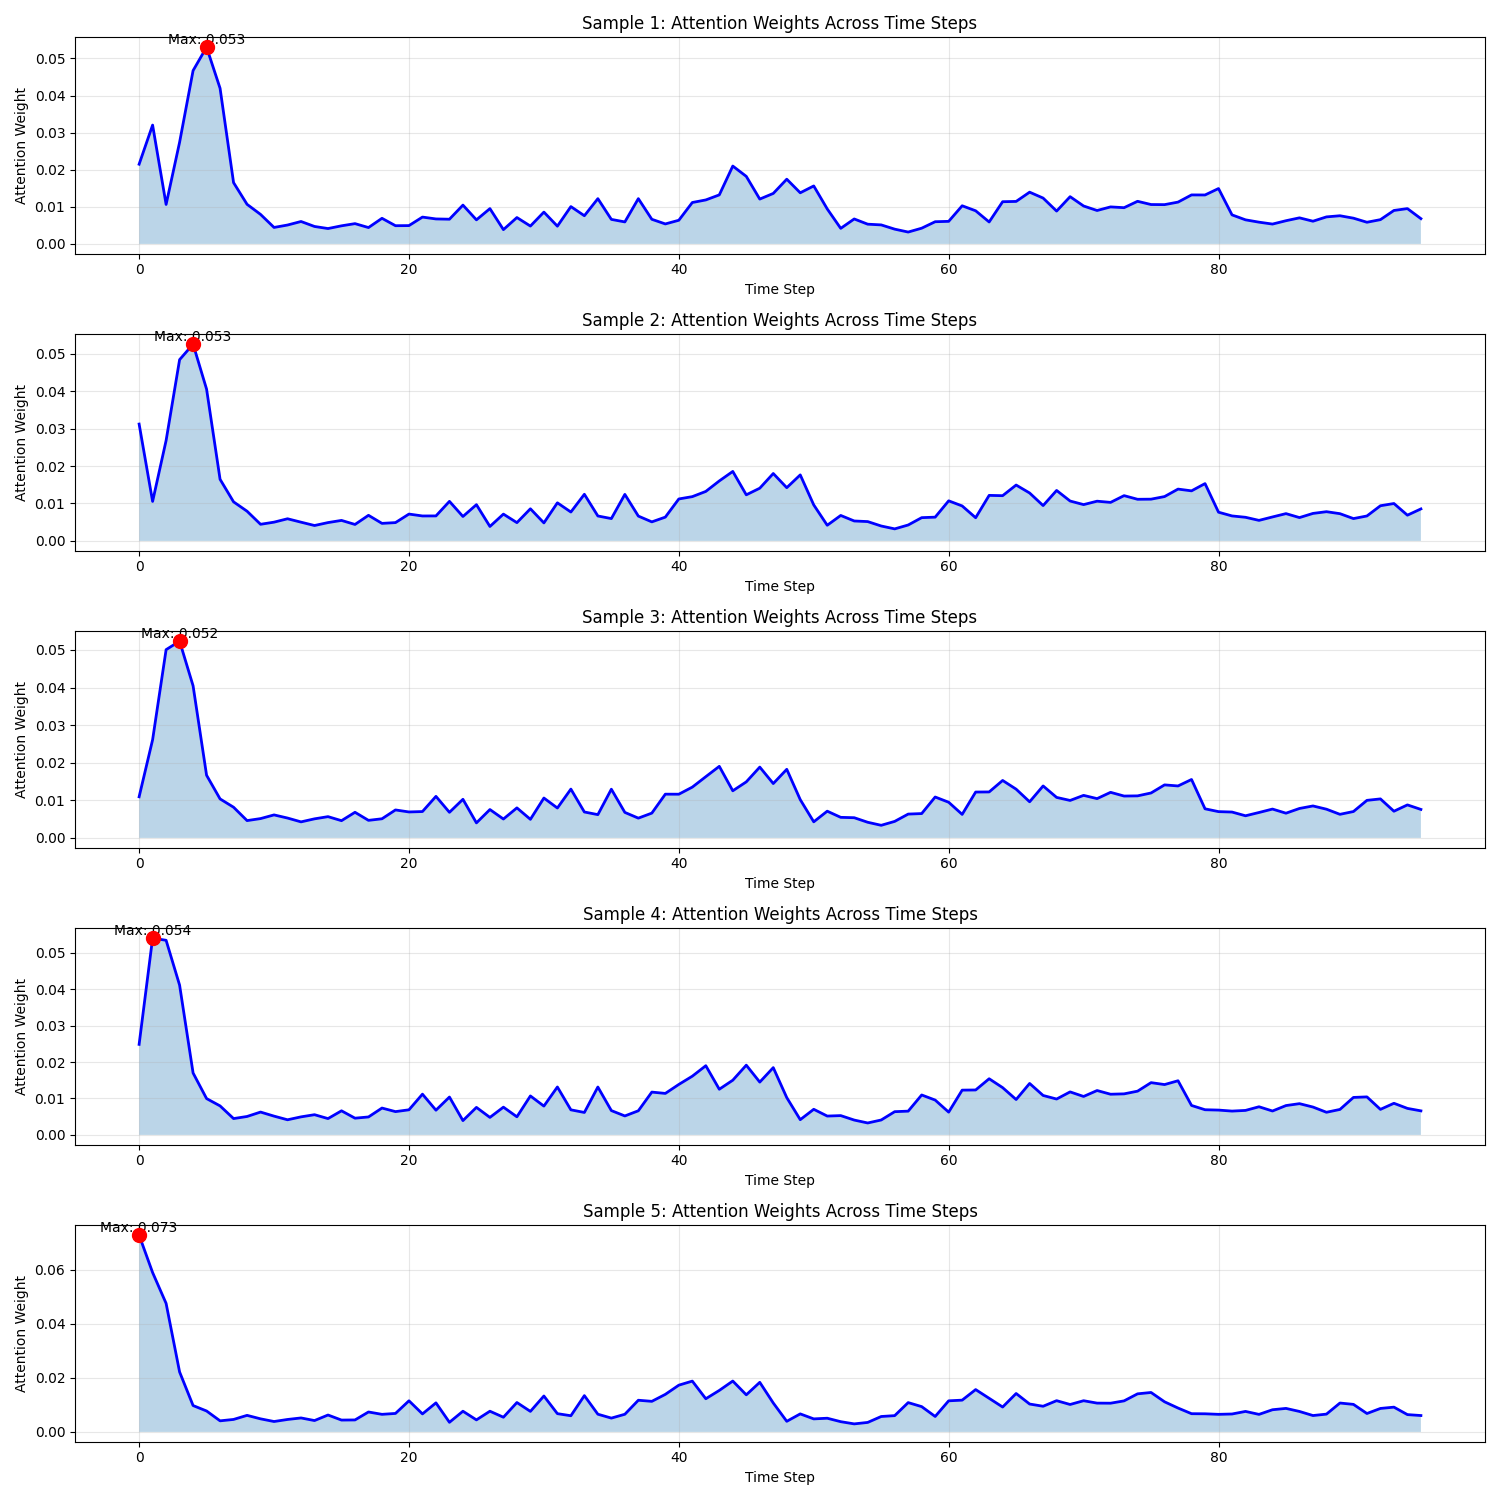 Sample 1: Attention Weights Across Time Steps
Max: 0.053
0.05
0.04
0.03
0.02
0.01
0.00
Attention Weight
0 20 40 60 80
Time Step
Sample 2: Attention Weights Across Time Steps
Max: 0.053
0.05
0.04
0.03
0.02
0.01
0.00
Attention Weight
0 20 40 60 80
Time Step
Sample 3: Attention Weights Across Time Steps
Max: 0.052
0.05
0.04
0.03
0.02
0.01
0.00
Attention Weight
0 20 40 60 80
Time Step
Sample 4: Attention Weights Across Time Steps
Max: 0.054
0.05
0.04
0.03
0.02
0.01
0.00
Attention Weight
0 20 40 60 80
Time Step
Sample 5: Attention Weights Across Time Steps
Max: 0.073
0.06
0.04
0.02
0.00
Attention Weight
0 20 40 60 80
Time Step